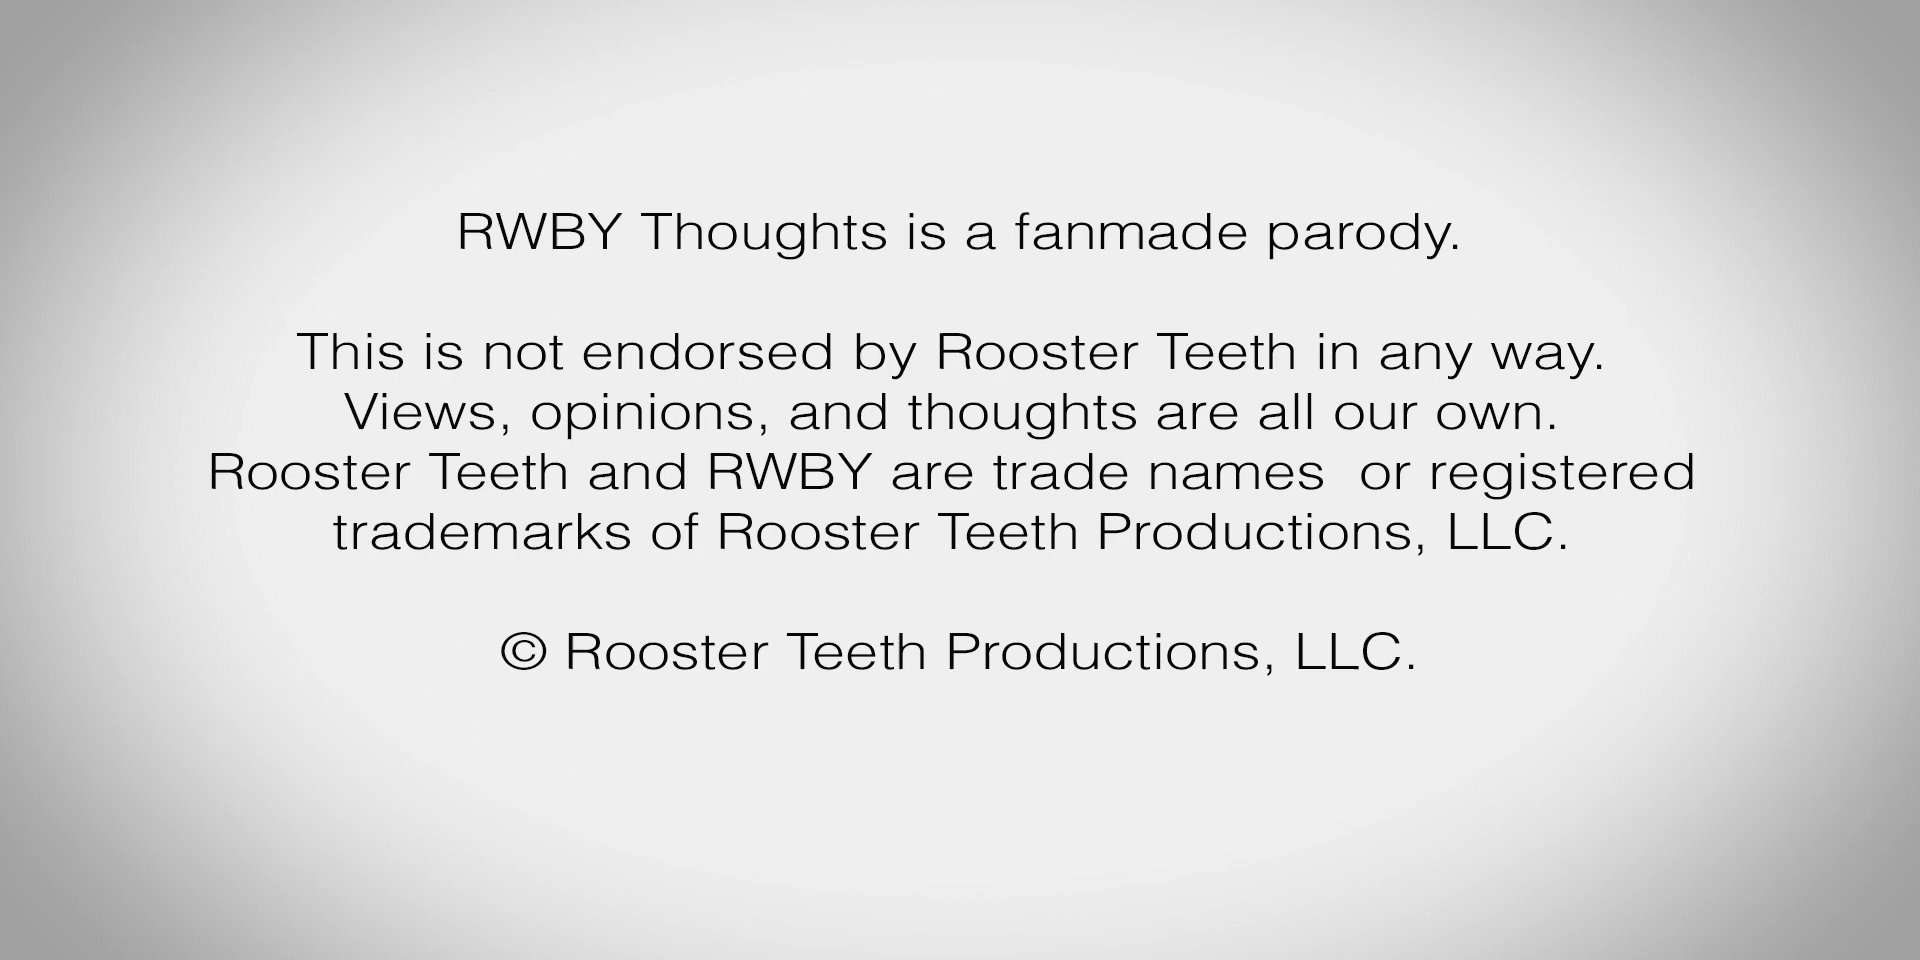 RWBY Thoughts is a fanmade parody.
This is not endorsed by Rooster Teeth in any way.
Views, opinions, and thoughts are all our own.
Rooster Teeth and RWBY are trade names  or registered
trademarks of Rooster Teeth Productions, LLC.
© Rooster Teeth Productions, LLC.